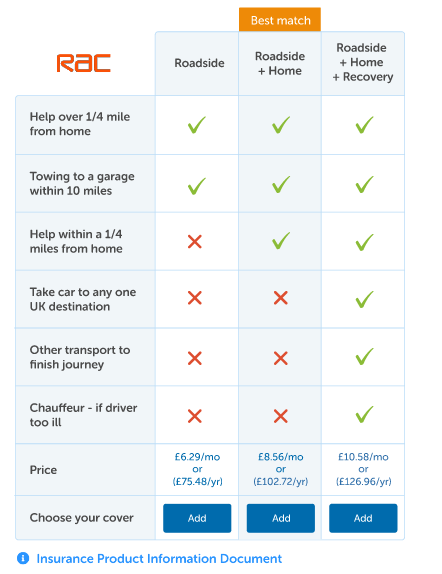 Best match
RAC
Roadside
Roadside
+ Home
Roadside
+ Home
+ Recovery
Help over 1/4 mile
from home
Towing to a garage
within 10 miles
Help within a 1/4
miles from home
Take car to any one
UK destination
Other transport to
finish journey
Chauffeur - if driver
too ill
Price
£6.29/mo
or
(£75.48/yr)
£8.56/mo
or
(£102.72/yr)
£10.58/mo
or
(£126.96/yr)
Choose your cover
Add
Add
Add
i Insurance Product Information Document